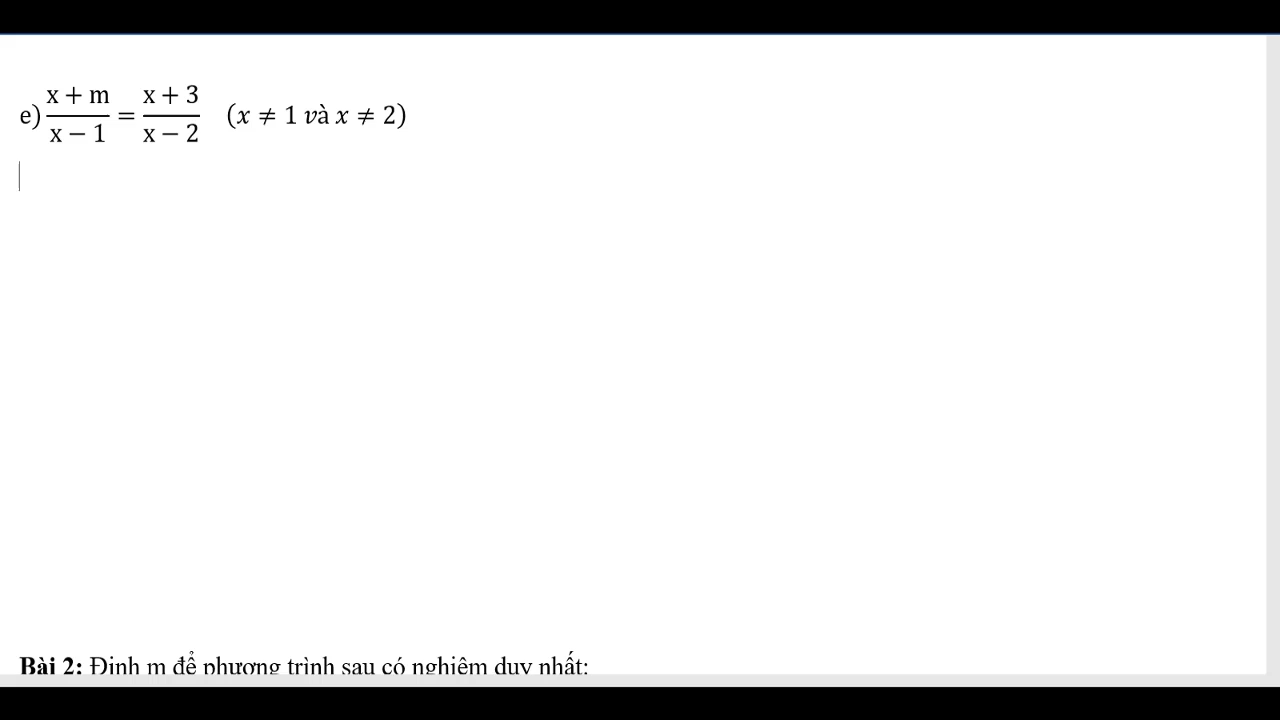 e) (x + m)/(x − 1) = (x + 3)/(x − 2) (x ≠ 1 và x ≠ 2)
Bài 2: Định m để phương trình sau có nghiệm duy nhất: